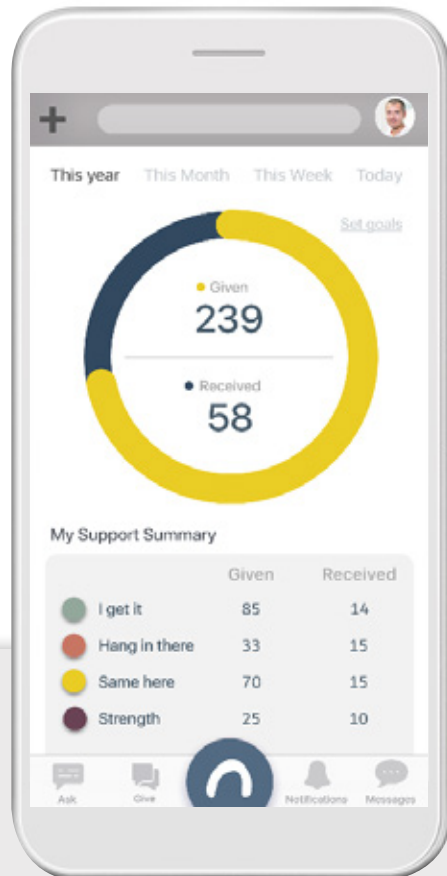 This year This Month This Week Today
Set goals
Given
239
Received
58
My Support Summary
Given Received
I get it 85 14
Hang in there 33 15
Same here 70 15
Strength 25 10
Ask Give Notifications Messages